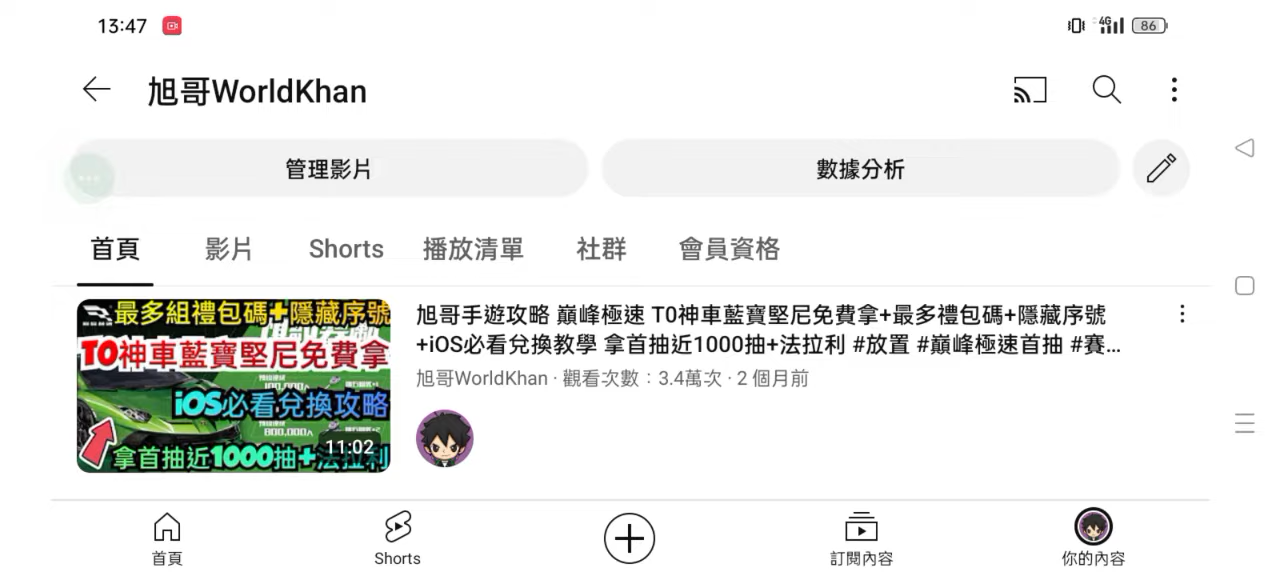 13:47
4G
86
旭哥WorldKhan
管理影片
數據分析
首頁
影片
Shorts
播放清單
社群
會員資格
最多組禮包碼+隱藏序號
T0神車藍寶堅尼免費拿
iOS必看兌換攻略
800,000人
拿首抽近1000抽+法拉利
11:02
旭哥手遊攻略 巔峰極速 T0神車藍寶堅尼免費拿+最多禮包碼+隱藏序號
+iOS必看兌換教學 拿首抽近1000抽+法拉利 #放置 #巔峰極速首抽 #賽...
旭哥WorldKhan · 觀看次數：3.4萬次 · 2 個月前
首頁
Shorts
訂閱內容
你的內容